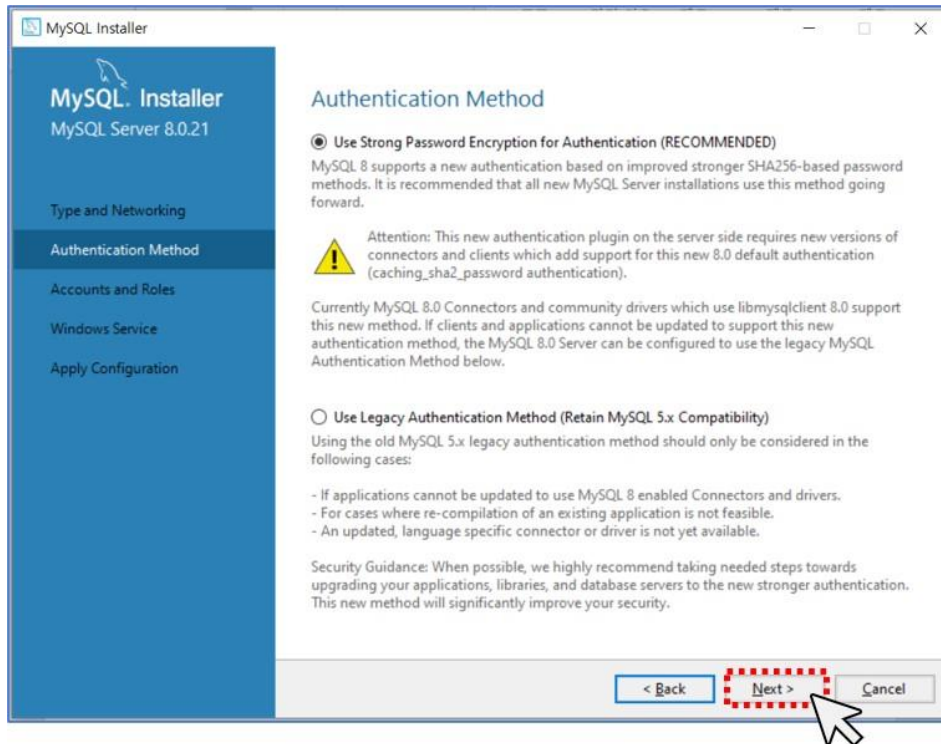 MySQL Installer
MySQL. Installer
MySQL Server 8.0.21
Type and Networking
Authentication Method
Accounts and Roles
Windows Service
Apply Configuration
Authentication Method
Use Strong Password Encryption for Authentication (RECOMMENDED)
MySQL 8 supports a new authentication based on improved stronger SHA256-based password
methods. It is recommended that all new MySQL Server installations use this method going
forward.
Attention: This new authentication plugin on the server side requires new versions of
connectors and clients which add support for this new 8.0 default authentication
(caching_sha2_password authentication).
Currently MySQL 8.0 Connectors and community drivers which use libmysqlclient 8.0 support
this new method. If clients and applications cannot be updated to support this new
authentication method, the MySQL 8.0 Server can be configured to use the legacy MySQL
Authentication Method below.
Use Legacy Authentication Method (Retain MySQL 5.x Compatibility)
Using the old MySQL 5.x legacy authentication method should only be considered in the
following cases:
- If applications cannot be updated to use MySQL 8 enabled Connectors and drivers.
- For cases where re-compilation of an existing application is not feasible.
- An updated, language specific connector or driver is not yet available.
Security Guidance: When possible, we highly recommend taking needed steps towards
upgrading your applications, libraries, and database servers to the new stronger authentication.
This new method will significantly improve your security.
< Back
Next >
Cancel